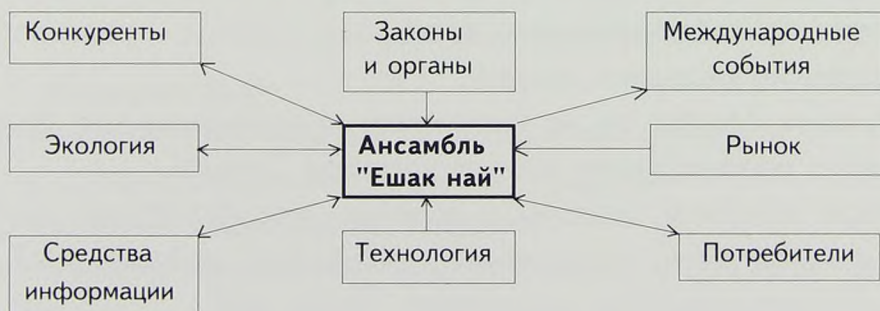 Конкуренты
Законы
и органы
Международные
события
Экология
Ансамбль
"Ешак най"
Рынок
Средства
информации
Технология
Потребители